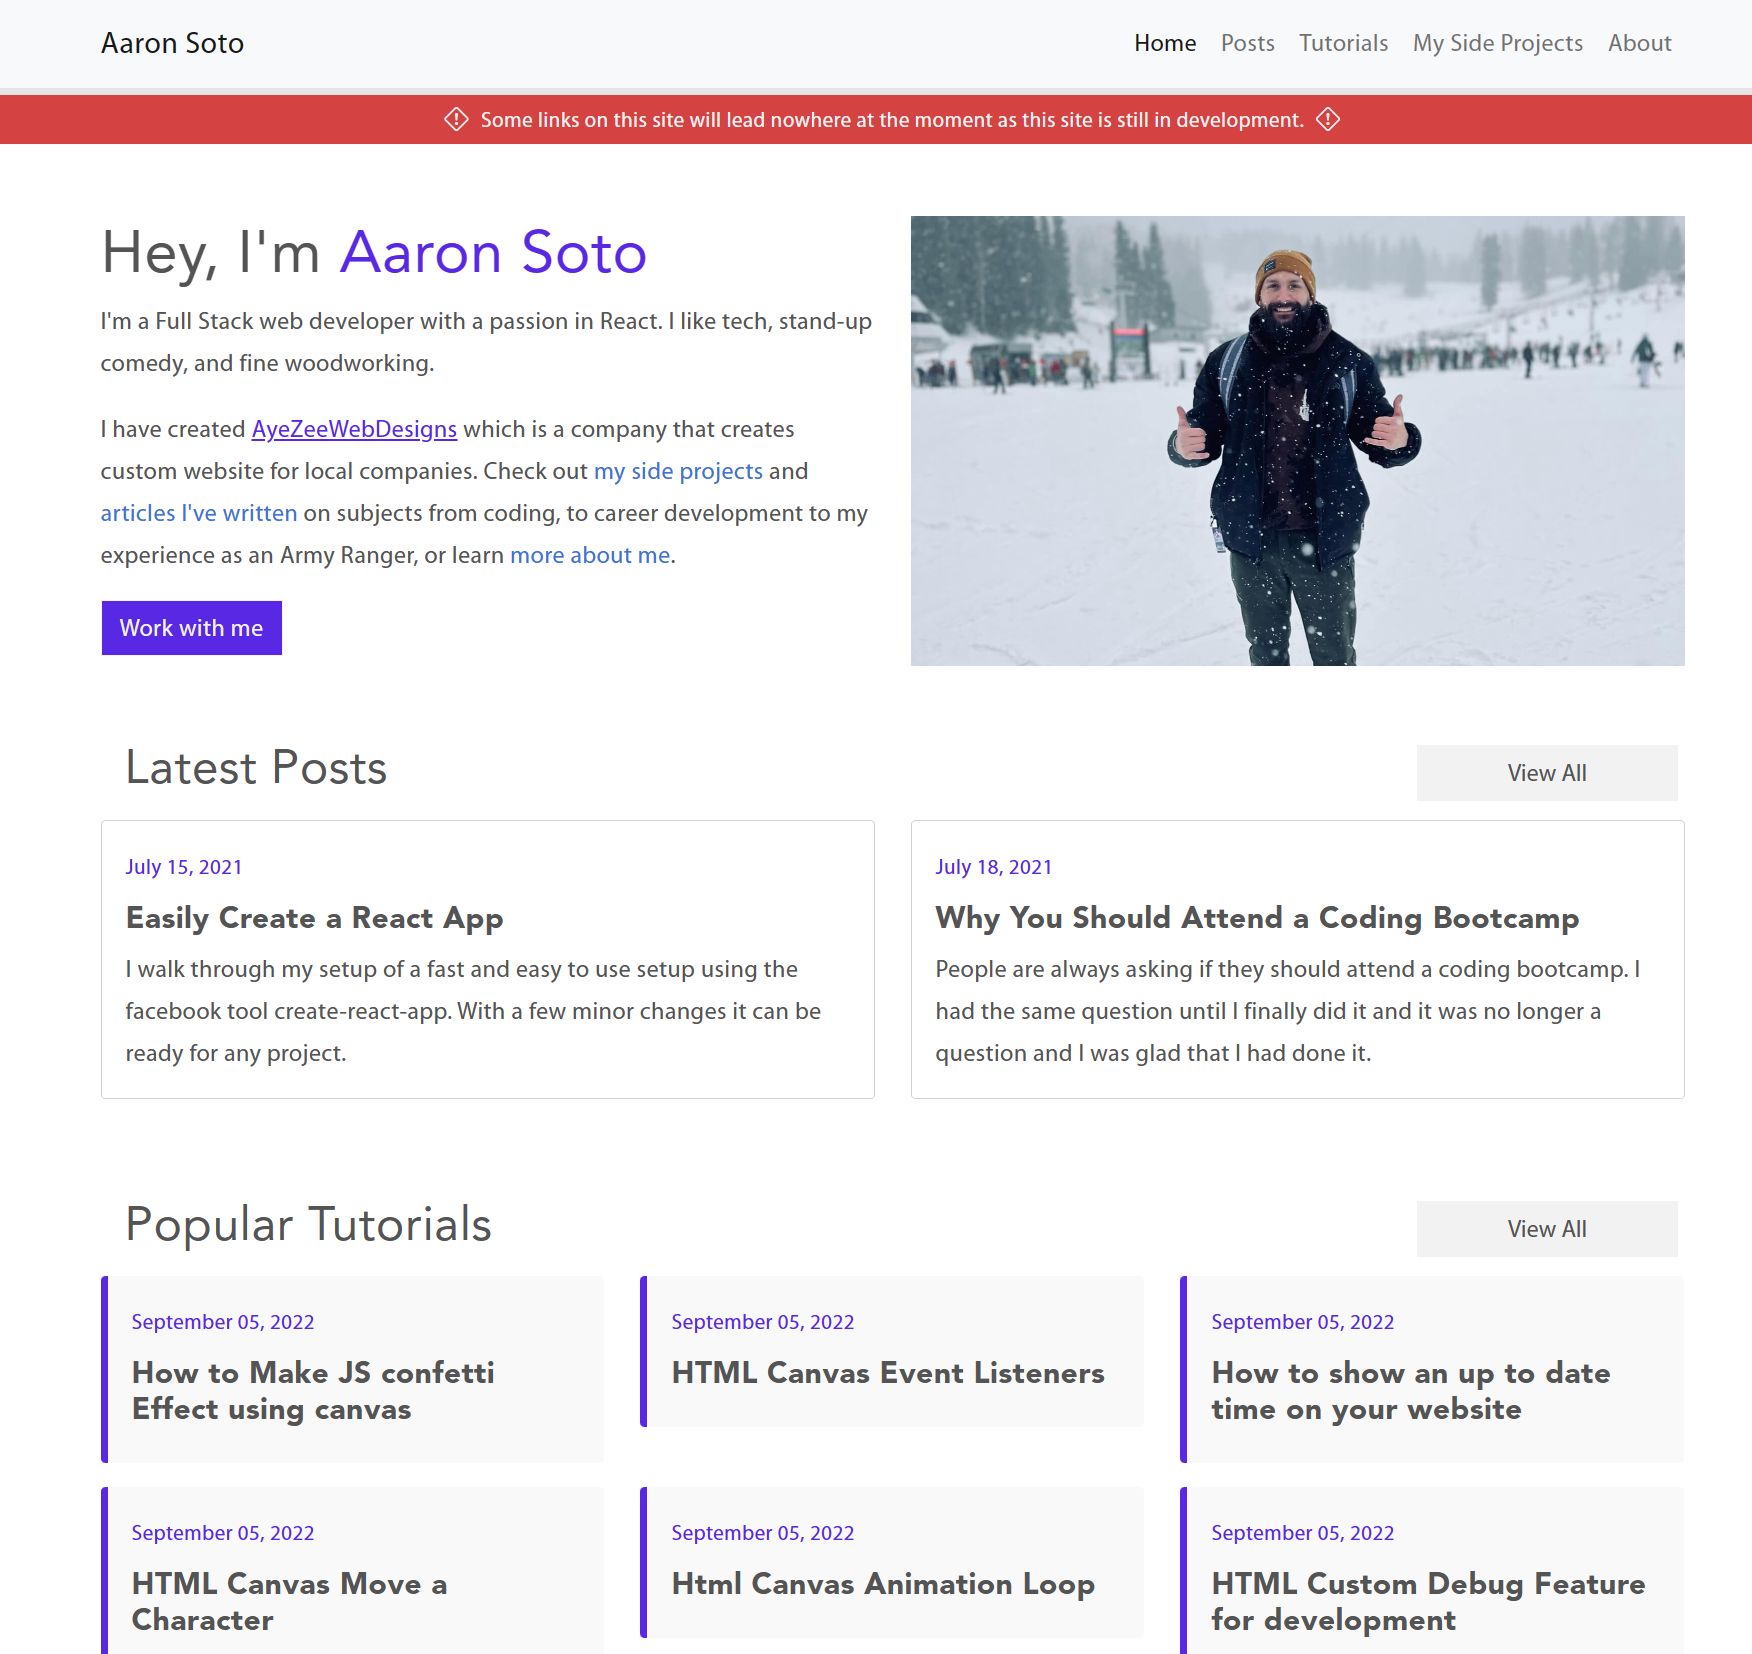 Aaron Soto
Home Posts Tutorials My Side Projects About
Some links on this site will lead nowhere at the moment as this site is still in development.
Hey, I'm Aaron Soto
I'm a Full Stack web developer with a passion in React. I like tech, stand-up
comedy, and fine woodworking.
I have created AyeZeeWebDesigns which is a company that creates
custom website for local companies. Check out my side projects and
articles I've written on subjects from coding, to career development to my
experience as an Army Ranger, or learn more about me.
Work with me
Latest Posts
View All
July 15, 2021
Easily Create a React App
I walk through my setup of a fast and easy to use setup using the
facebook tool create-react-app. With a few minor changes it can be
ready for any project.
July 18, 2021
Why You Should Attend a Coding Bootcamp
People are always asking if they should attend a coding bootcamp. I
had the same question until I finally did it and it was no longer a
question and I was glad that I had done it.
Popular Tutorials
View All
September 05, 2022
How to Make JS confetti
Effect using canvas
September 05, 2022
HTML Canvas Event Listeners
September 05, 2022
How to show an up to date
time on your website
September 05, 2022
HTML Canvas Move a
Character
September 05, 2022
Html Canvas Animation Loop
September 05, 2022
HTML Custom Debug Feature
for development